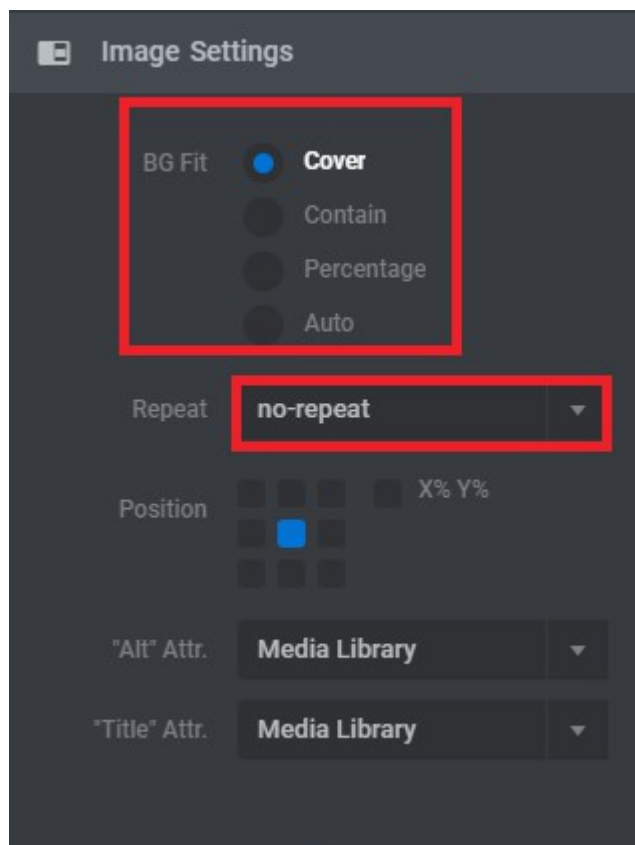 Image Settings
BG Fit Cover
Contain
Percentage
Auto
Repeat no-repeat
Position X% Y%
"Alt" Attr. Media Library
"Title" Attr. Media Library